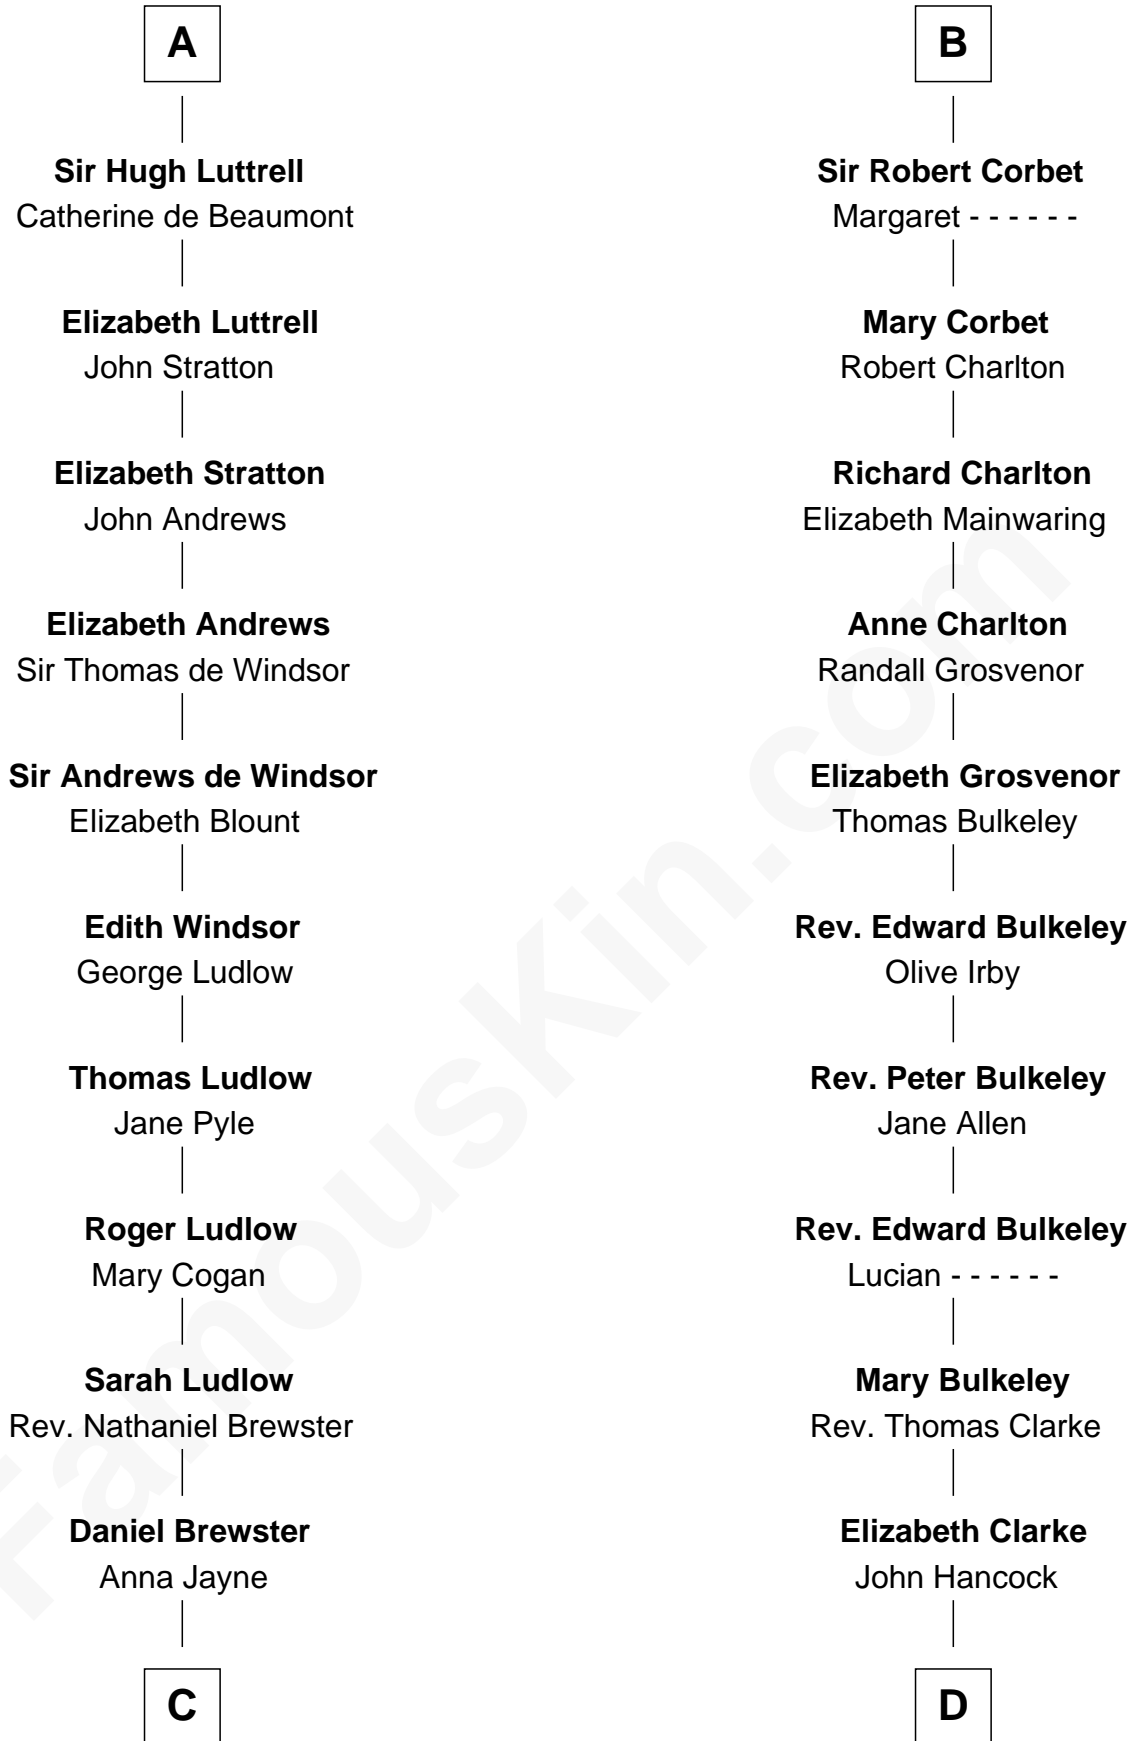 A
Sir Hugh Luttrell
Catherine de Beaumont
Elizabeth Luttrell
John Stratton
Elizabeth Stratton
John Andrews
Elizabeth Andrews
Sir Thomas de Windsor
Sir Andrews de Windsor
Elizabeth Blount
Edith Windsor
George Ludlow
Thomas Ludlow
Jane Pyle
Roger Ludlow
Mary Cogan
Sarah Ludlow
Rev. Nathaniel Brewster
Daniel Brewster
Anna Jayne
C
B
Sir Robert Corbet
Margaret - - - - - -
Mary Corbet
Robert Charlton
Richard Charlton
Elizabeth Mainwaring
Anne Charlton
Randall Grosvenor
Elizabeth Grosvenor
Thomas Bulkeley
Rev. Edward Bulkeley
Olive Irby
Rev. Peter Bulkeley
Jane Allen
Rev. Edward Bulkeley
Lucian - - - - - -
Mary Bulkeley
Rev. Thomas Clarke
Elizabeth Clarke
John Hancock
D
FamousKin.com